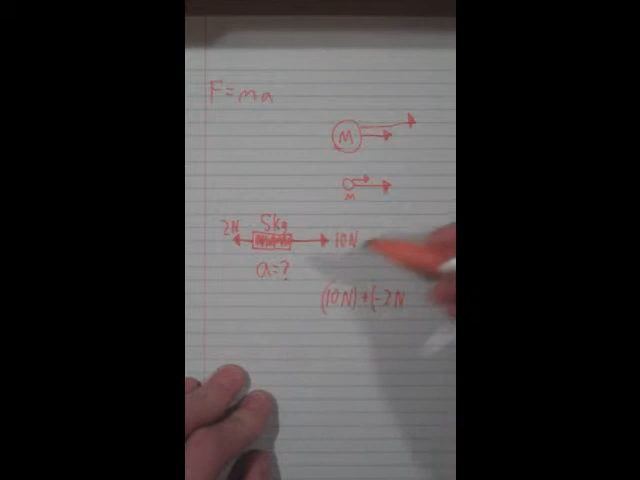 F=ma
M
m
5kg
2N 10N
a=?
(10N)+(-2N